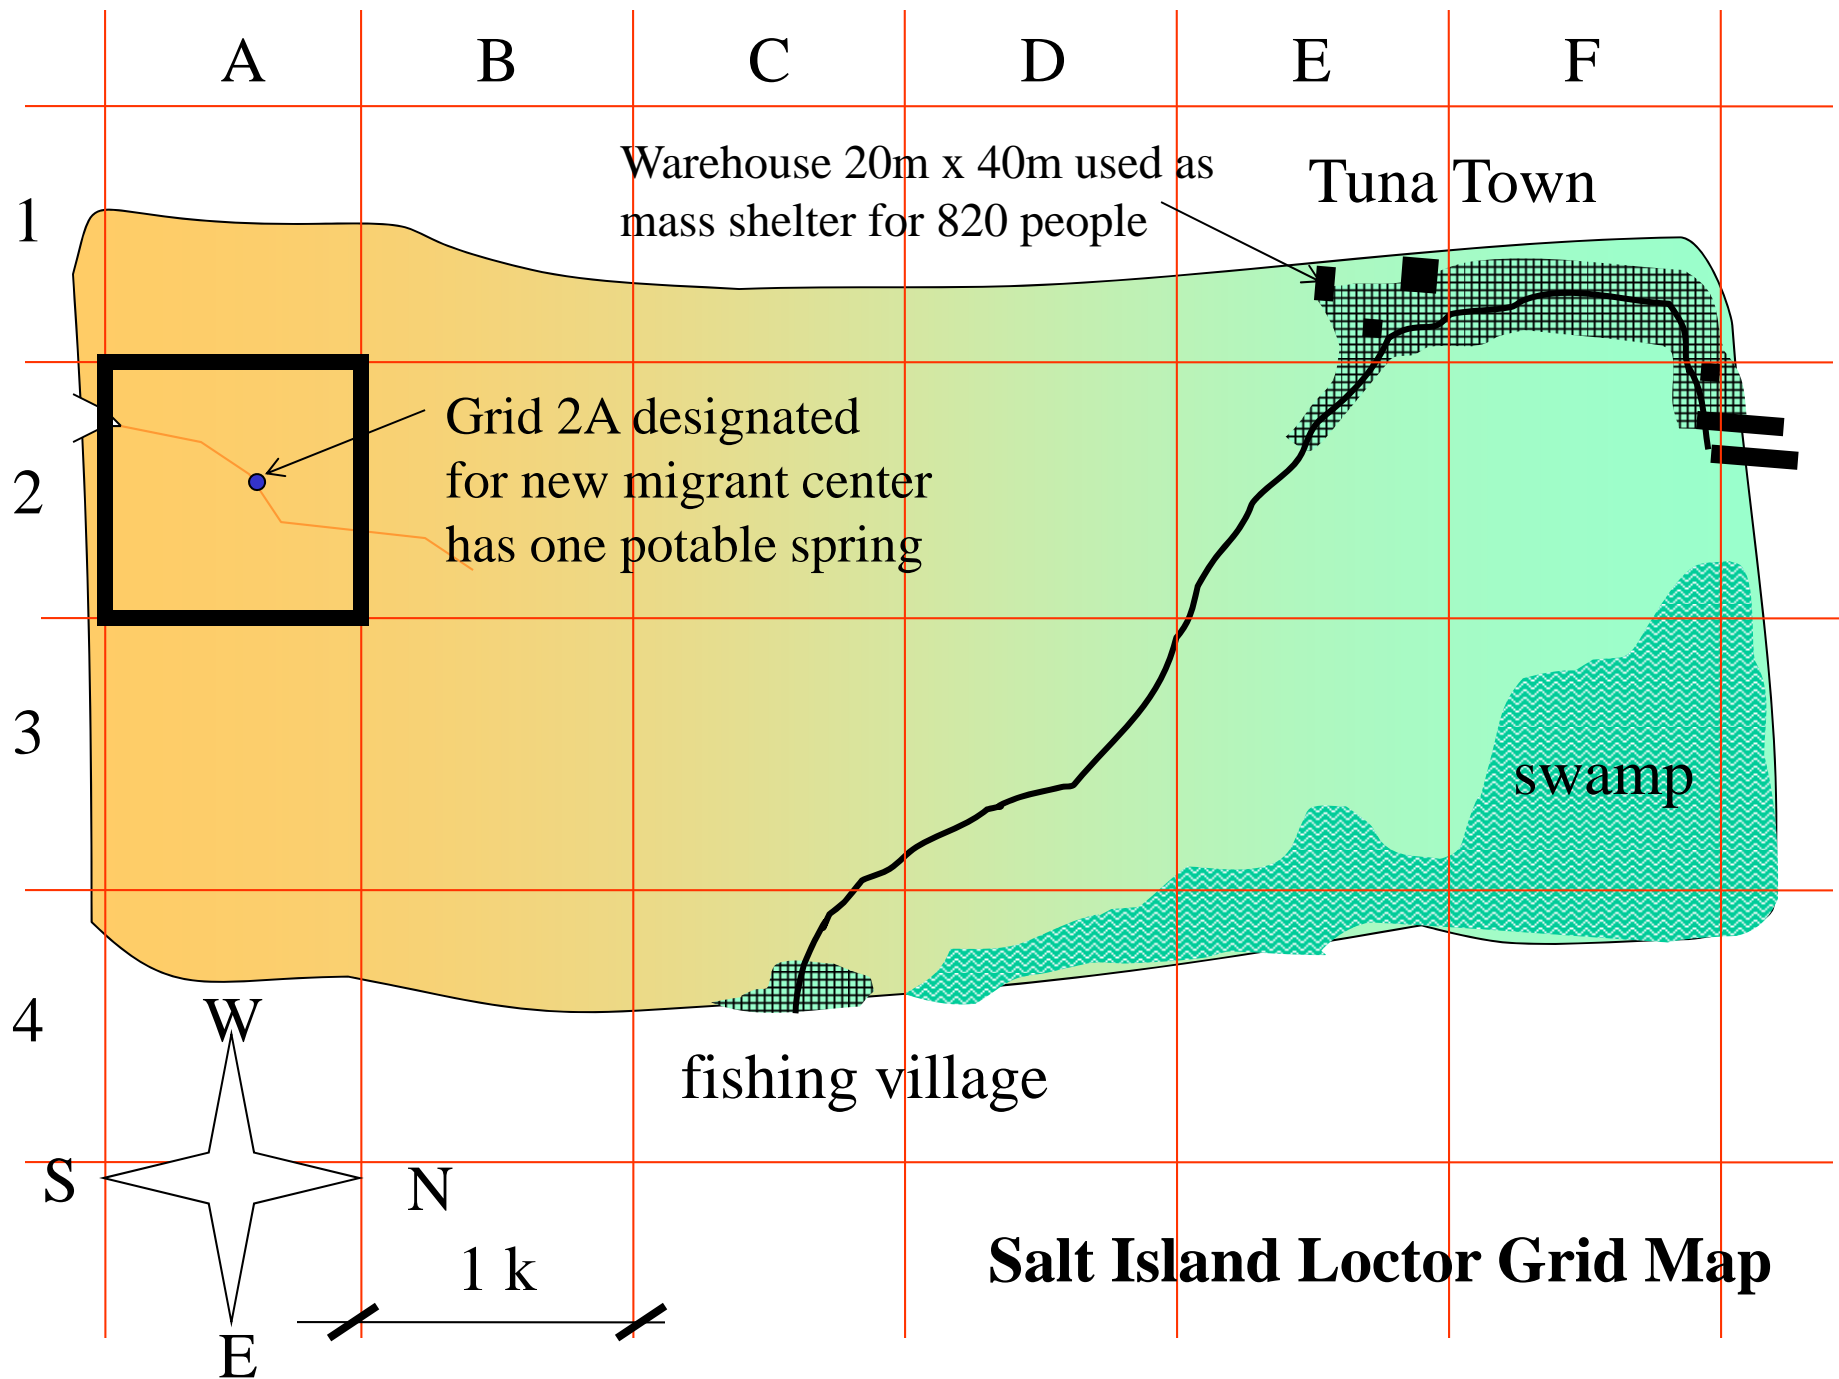 A B C D E F
Warehouse 20m x 40m used as
mass shelter for 820 people
Tuna Town
1
Grid 2A designated
for new migrant center
has one potable spring
2
3
swamp
4
fishing village
W
S
N
E
1 k
Salt Island Loctor Grid Map